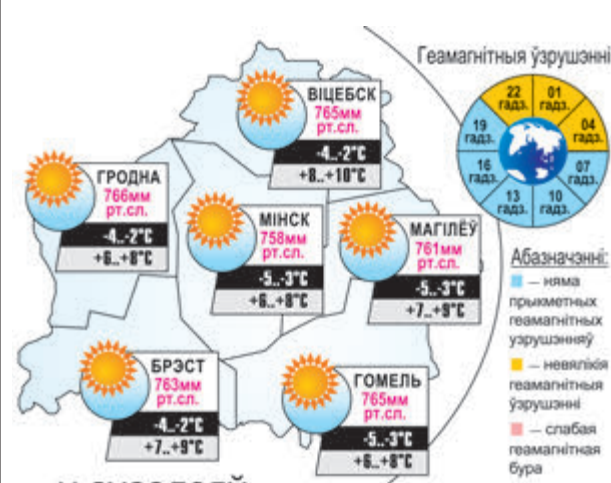 Геамагнітныя ўзрушэнні
ВІЦЕБСК
765мм
рт.сл.
-4..-2°C
+8..+10°C
22
гадз.
01
гадз.
19
гадз.
04
гадз.
16
гадз.
07
гадз.
13
гадз.
10
гадз.
ГРОДНА
766мм
рт.сл.
-4..-2°C
+6..+8°C
МІНСК
758мм
рт.сл.
-5..-3°C
+6..+8°C
МАГІЛЁЎ
761мм
рт.сл.
-5..-3°C
+7..+9°C
Абазначэнні:
— няма
прыкметных
геамагнітных
узрушэнняў
— невялікія
геамагнітныя
ўзрушэнні
— слабая
геамагнітная
бура
БРЭСТ
763мм
рт.сл.
-4..-2°C
+7..+9°C
ГОМЕЛЬ
765мм
рт.сл.
-5..-3°C
+6..+8°C